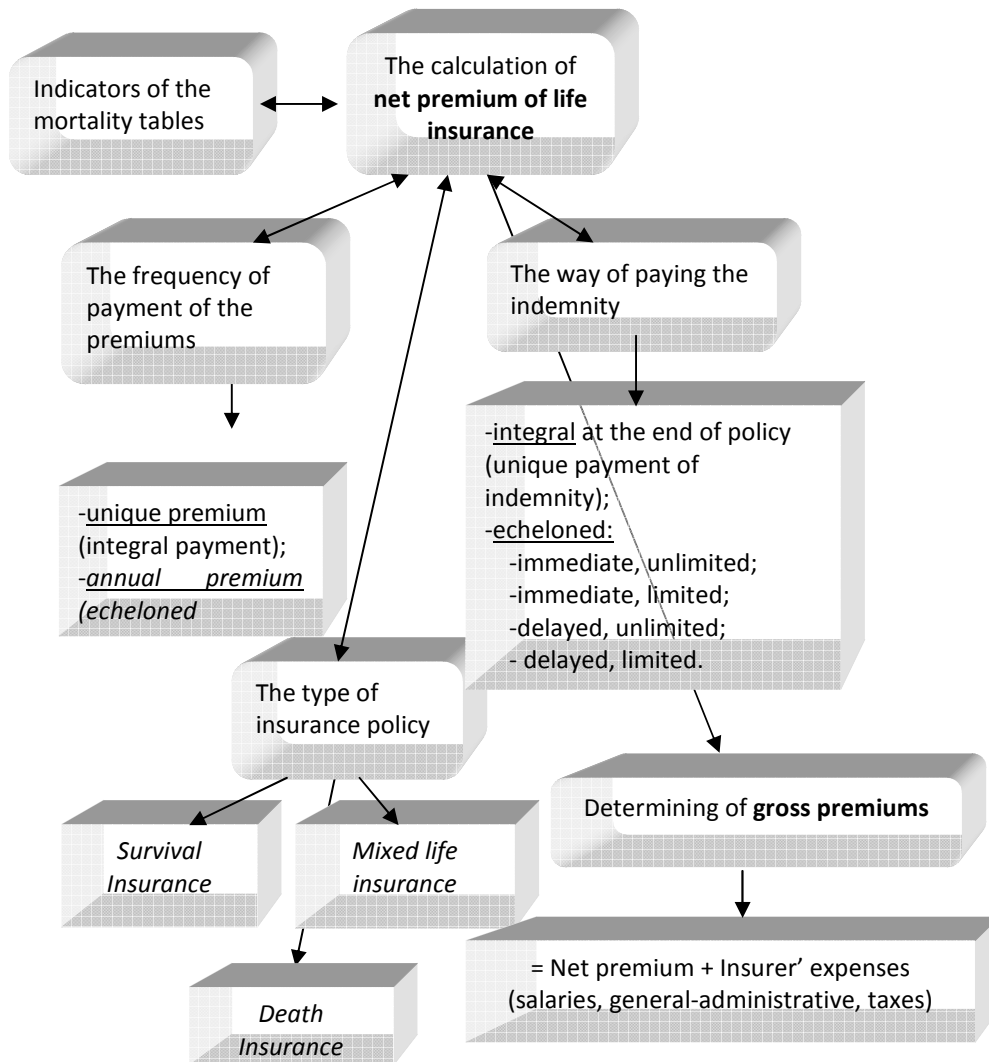 Indicators of the
mortality tables
The calculation of
net premium of life
insurance
The frequency of
payment of the
premiums
The way of paying the
indemnity
-unique premium
(integral payment);
-annual premium
(echeloned
-integral at the end of policy
(unique payment of
indemnity);
-echeloned:
-immediate, unlimited;
-immediate, limited;
-delayed, unlimited;
- delayed, limited.
The type of
insurance policy
Determining of gross premiums
Survival
Insurance
Mixed life
insurance
= Net premium + Insurer’ expenses
(salaries, general-administrative, taxes)
Death
Insurance